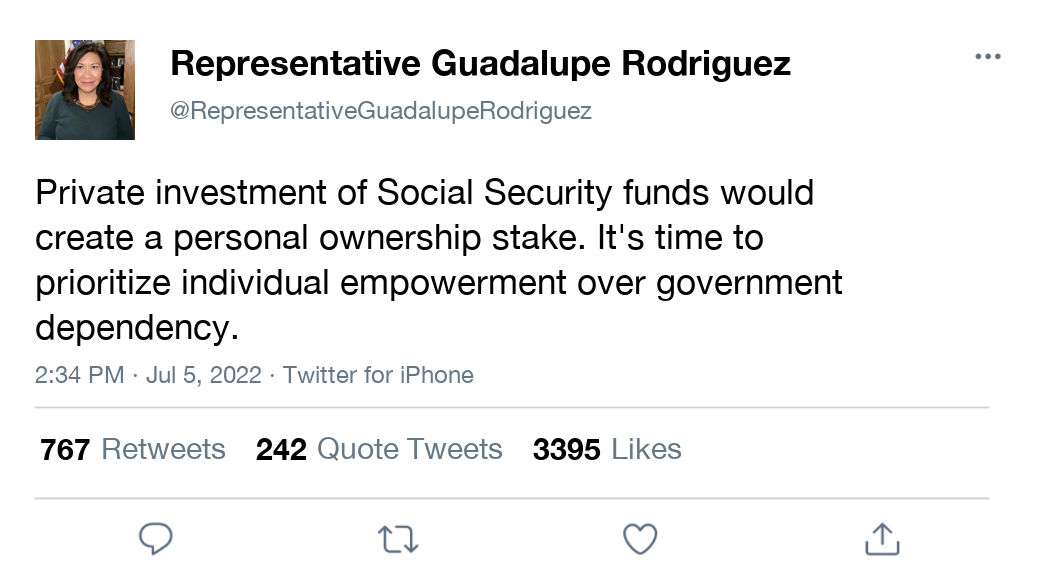 Representative Guadalupe Rodriguez
@RepresentativeGuadalupeRodriguez
Private investment of Social Security funds would
create a personal ownership stake. It's time to
prioritize individual empowerment over government
dependency.
2:34 PM · Jul 5, 2022 · Twitter for iPhone
767 Retweets 242 Quote Tweets 3395 Likes